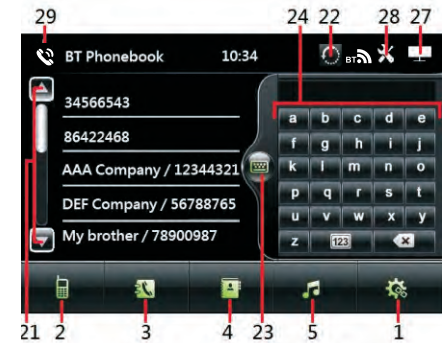 29 24 22 28 27
BT Phonebook 10:34 BT
34566543
86422468
AAA Company / 12344321
DEF Company / 56788765
My brother / 78900987
a b c d e
f g h i j
k l m n o
p q r s t
u v w x y
z 123
21 2 3 4 23 5 1